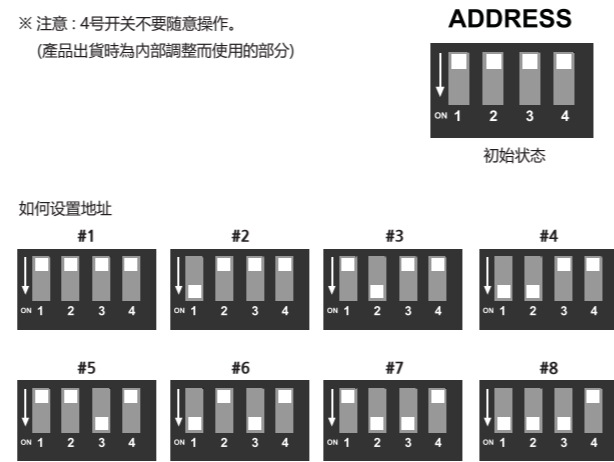 ※ 注意 : 4号开关不要随意操作。
(產品出貨時為內部調整而使用的部分)
ADDRESS
ON 1 2 3 4
初始状态
如何设置地址
#1 #2 #3 #4
ON 1 2 3 4 ON 1 2 3 4 ON 1 2 3 4 ON 1 2 3 4
#5 #6 #7 #8
ON 1 2 3 4 ON 1 2 3 4 ON 1 2 3 4 ON 1 2 3 4